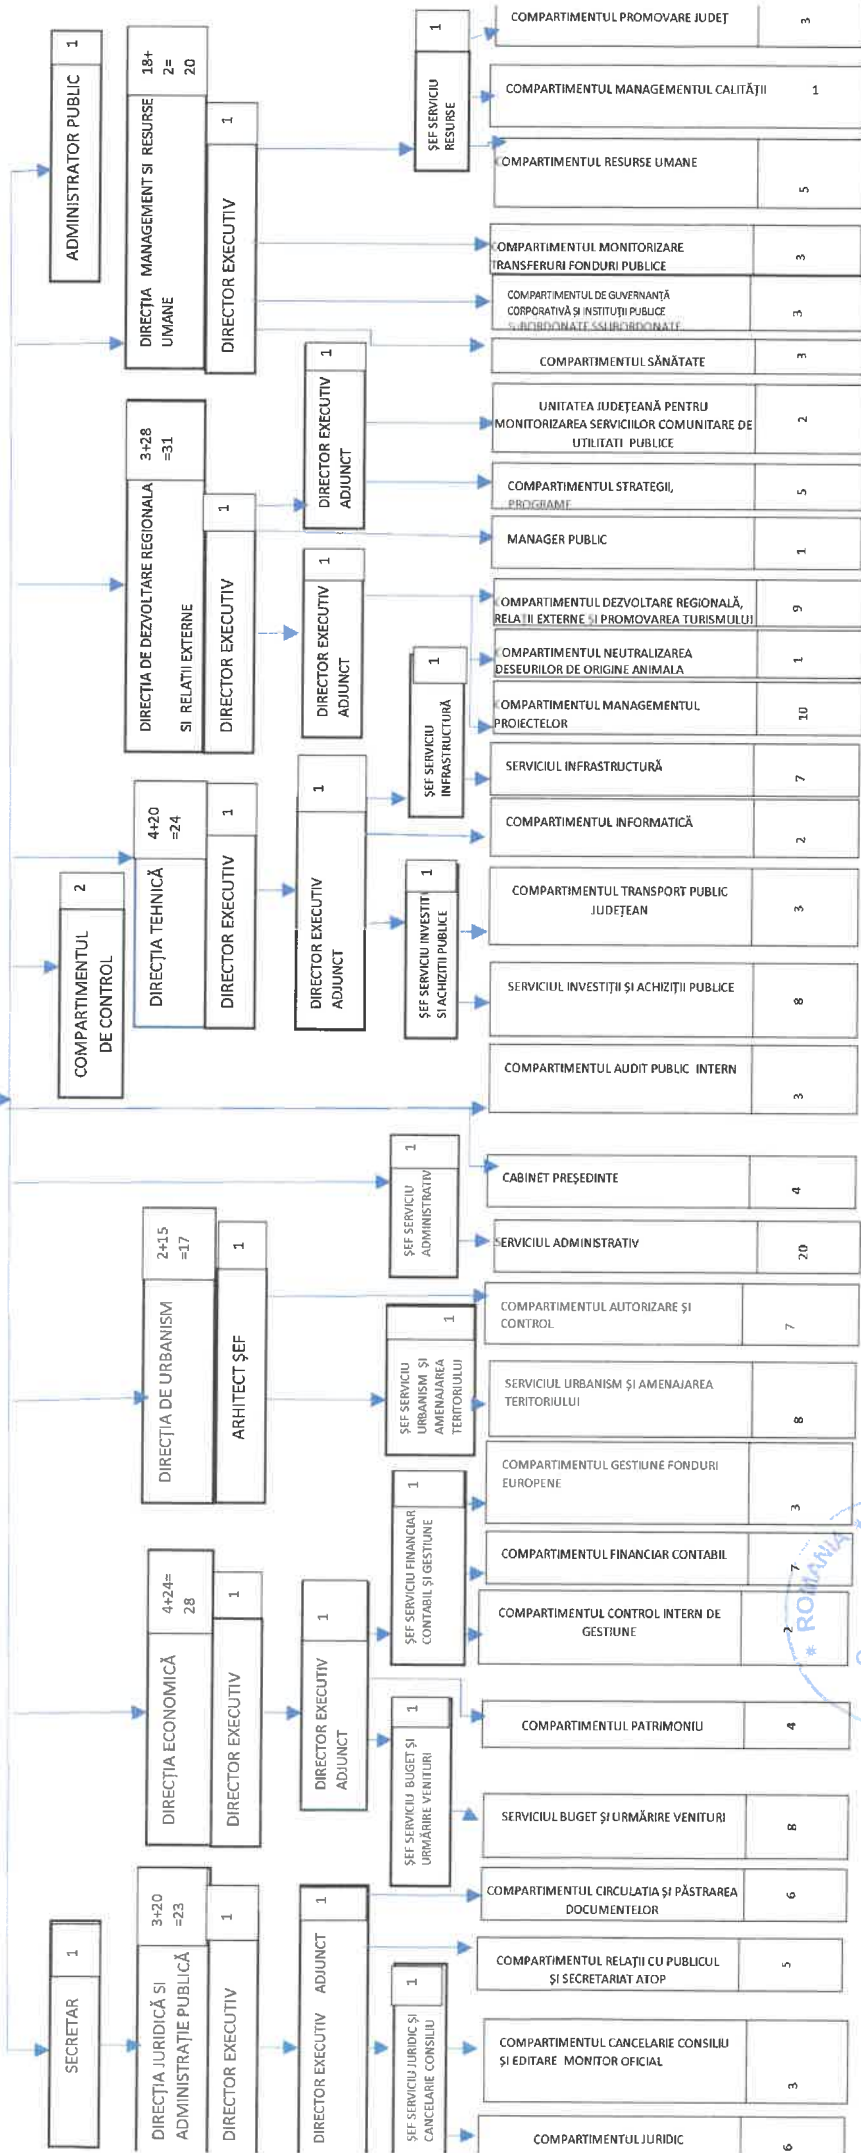 SECRETAR
1
COMPARTIMENTUL
DE CONTROL
2
ADMINISTRATOR PUBLIC
1
DIRECȚIA JURIDICĂ SI
ADMINISTRAȚIE PUBLICĂ
3+20
=23
DIRECTOR EXECUTIV
1
DIRECȚIA ECONOMICĂ
4+24=
28
DIRECTOR EXECUTIV
1
DIRECȚIA DE URBANISM
2+15
=17
ARHITECT ȘEF
1
DIRECȚIA TEHNICĂ
4+20
=24
DIRECTOR EXECUTIV
1
DIRECȚIA DE DEZVOLTARE REGIONALA
SI RELATII EXTERNE
3+28
=31
DIRECTOR EXECUTIV
1
DIRECȚIA MANAGEMENT SI RESURSE
UMANE
18+
2=
20
DIRECTOR EXECUTIV
1
DIRECTOR EXECUTIV ADJUNCT
1
DIRECTOR EXECUTIV
ADJUNCT
1
DIRECTOR EXECUTIV
ADJUNCT
1
DIRECTOR EXECUTIV
ADJUNCT
1
DIRECTOR EXECUTIV
ADJUNCT
1
ȘEF SERVICIU JURIDIC ȘI
CANCELARIE CONSILIU
1
ȘEF SERVICIU BUGET ȘI
URMĂRIRE VENITURI
1
ȘEF SERVICIU FINANCIAR
CONTABIL ȘI GESTIUNE
1
ȘEF SERVICIU
URBANISM ȘI
AMENAJAREA
TERITORIULUI
1
ȘEF SERVICIU
ADMINISTRATIV
1
ȘEF SERVICIU INVESTIT
SI ACHIZITII PUBLICE
1
ȘEF SERVICIU
INFRASTRUCTURĂ
1
ȘEF SERVICIU
RESURSE
1
COMPARTIMENTUL JURIDIC
6
COMPARTIMENTUL CANCELARIE CONSILIU
ȘI EDITARE MONITOR OFICIAL
3
COMPARTIMENTUL RELAȚII CU PUBLICUL
ȘI SECRETARIAT ATOP
5
COMPARTIMENTUL CIRCULATIA ȘI PĂSTRAREA
DOCUMENTELOR
6
SERVICIUL BUGET ȘI URMĂRIRE VENITURI
8
COMPARTIMENTUL PATRIMONIU
4
COMPARTIMENTUL CONTROL INTERN DE
GESTIUNE
2
COMPARTIMENTUL FINANCIAR CONTABIL
7
COMPARTIMENTUL GESTIUNE FONDURI
EUROPENE
3
SERVICIUL URBANISM ȘI AMENAJAREA
TERITORIULUI
8
COMPARTIMENTUL AUTORIZARE ȘI
CONTROL
7
SERVICIUL ADMINISTRATIV
20
CABINET PREȘEDINTE
4
COMPARTIMENTUL AUDIT PUBLIC INTERN
3
SERVICIUL INVESTIȚII ȘI ACHIZIȚII PUBLICE
8
COMPARTIMENTUL TRANSPORT PUBLIC
JUDEȚEAN
3
COMPARTIMENTUL INFORMATICĂ
2
SERVICIUL INFRASTRUCTURĂ
7
COMPARTIMENTUL MANAGEMENTUL
PROIECTELOR
10
COMPARTIMENTUL NEUTRALIZAREA
DESEURILOR DE ORIGINE ANIMALA
1
COMPARTIMENTUL DEZVOLTARE REGIONALĂ,
RELAȚII EXTERNE ȘI PROMOVAREA TURISMULUI
9
MANAGER PUBLIC
1
COMPARTIMENTUL STRATEGII,
PROGRAME
5
UNITATEA JUDEȚEANĂ PENTRU
MONITORIZAREA SERVICIILOR COMUNITARE DE
UTILITATI PUBLICE
2
COMPARTIMENTUL SĂNĂTATE
3
COMPARTIMENTUL DE GUVERNANȚĂ
CORPORATIVĂ ȘI INSTITUȚII PUBLICE
3
COMPARTIMENTUL MONITORIZARE
TRANSFERURI FONDURI PUBLICE
3
COMPARTIMENTUL RESURSE UMANE
5
COMPARTIMENTUL MANAGEMENTUL CALITĂȚII
1
COMPARTIMENTUL PROMOVARE JUDEȚ
3
* ROMANIA *